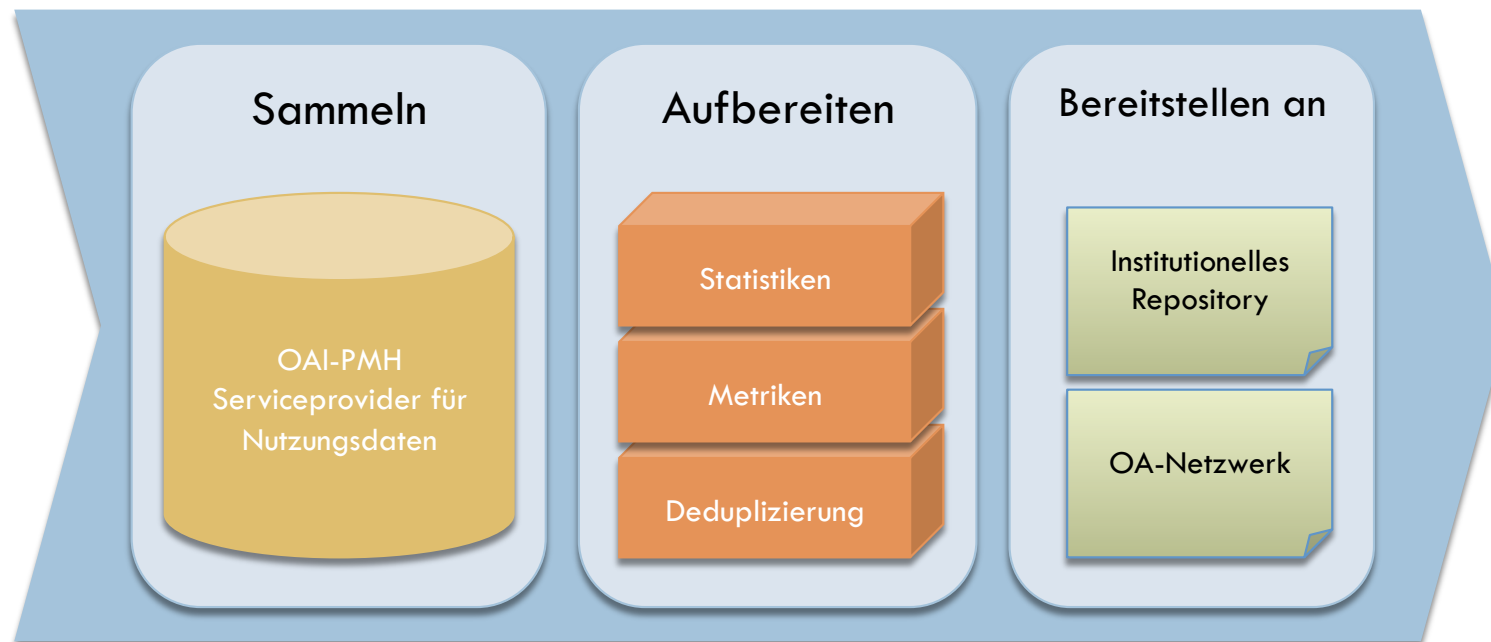 Sammeln
OAI-PMH
Serviceprovider für
Nutzungsdaten
Aufbereiten
Statistiken
Metriken
Deduplizierung
Bereitstellen an
Institutionelles
Repository
OA-Netzwerk